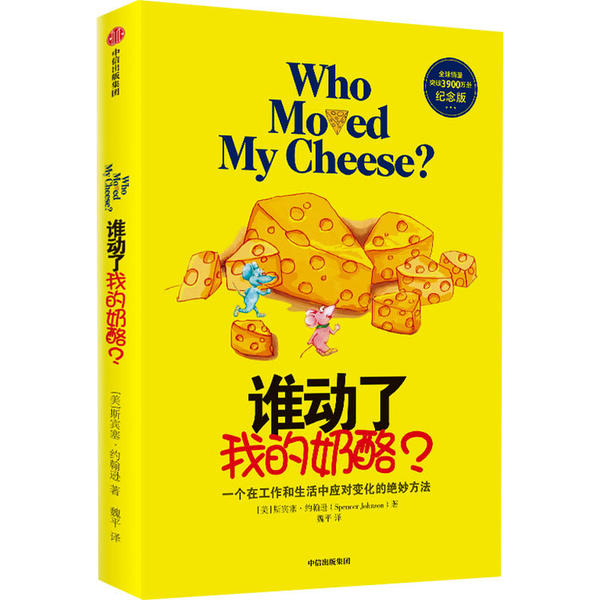 中信出版集团
Who
Moved
My Cheese?
谁动了
我的奶酪?
[美]斯宾塞·约翰逊 著
魏平 译
全球销量
突破3900万册
纪念版
Who
Moved
My Cheese?
谁动了
我的奶酪?
一个在工作和生活中应对变化的绝妙方法
[美]斯宾塞·约翰逊(Spencer Johnson)著
魏平 译
中信出版集团